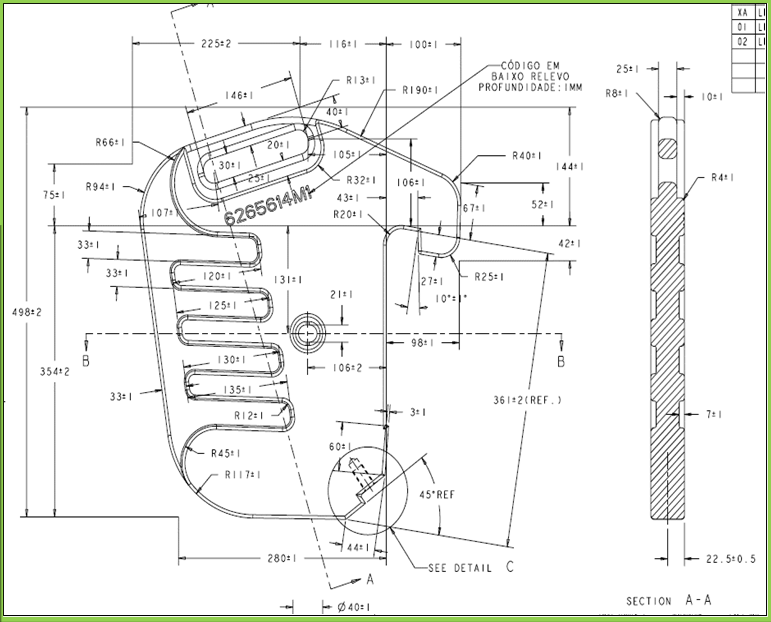 A
XA L
01 L
02 L
225±2
116±1
100±1
CÓDIGO EM
BAIXO RELEVO
PROFUNDIDADE:1MM
25±1
R8±1
10±1
146±1
R13±1
R190±1
40±1
R66±1
20±1
105±1
R40±1
144±1
30±1
25±1
R32±1
R94±1
75±1
106±1
R4±1
43±1
67±1
52±1
107±1
6265614M1
R20±1
33±1
42±1
33±1
120±1
131±1
27±1
R25±1
125±1
21±1
10°±1°
498±2
B
98±1
B
354±2
130±1
106±2
33±1
135±1
361±2(REF.)
R12±1
3±1
7±1
60±1
R45±1
R117±1
45°REF
44±1
280±1
22.5±0.5
SEE DETAIL C
A
SECTION A-A
Ø40±1